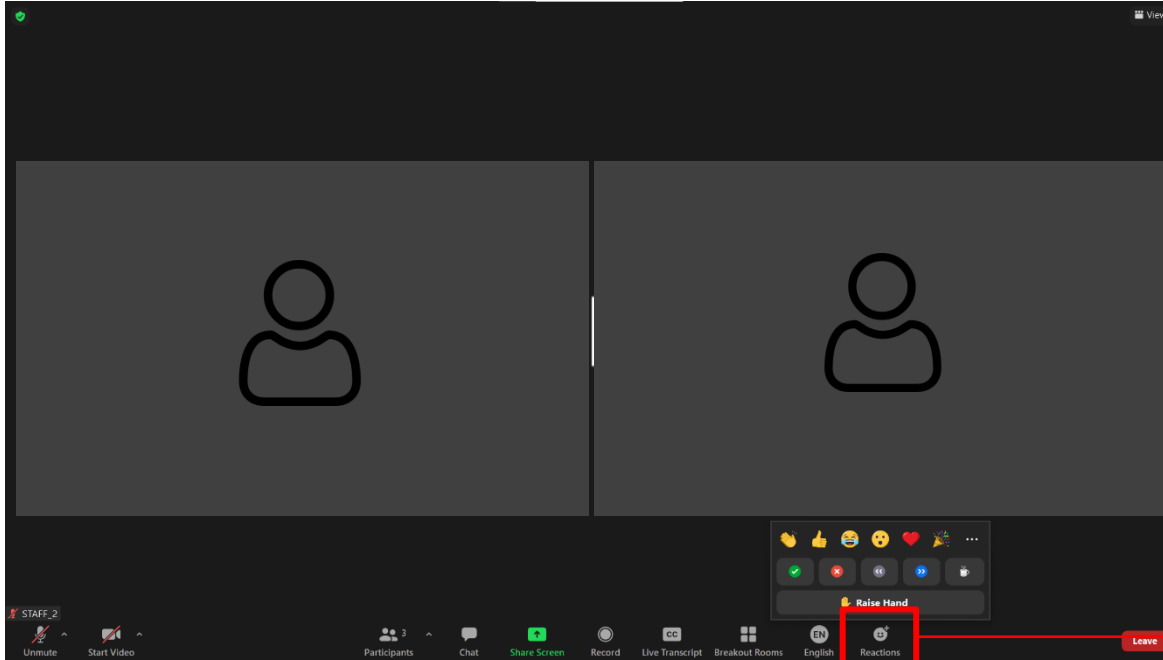 View
Raise Hand
STAFF_2
3
CC
EN
Unmute
Start Video
Participants
Chat
Share Screen
Record
Live Transcript
Breakout Rooms
English
Reactions
Leave